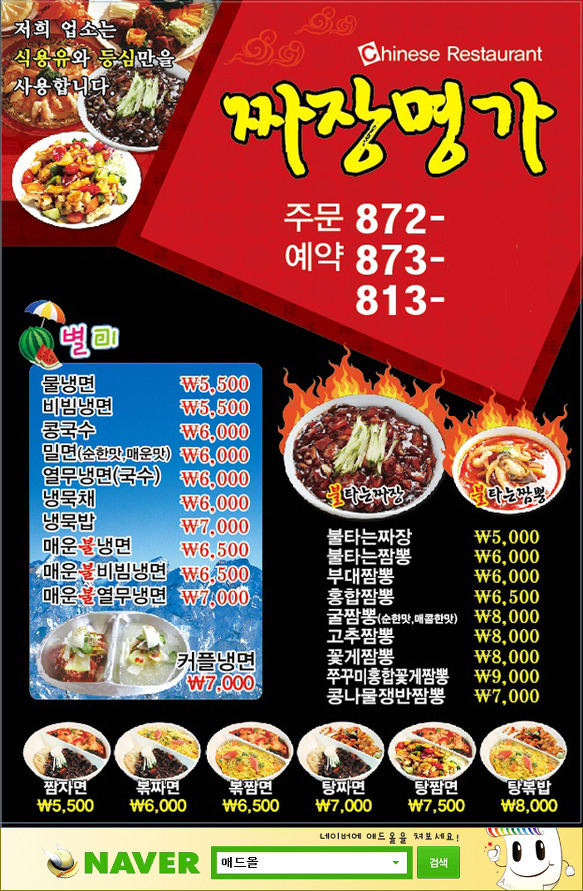 저희 업소는
식용유와 등심만을
사용합니다.
Chinese Restaurant
짜장명가
주문 872-
예약 873-
813-
별미
물냉면 ₩5,500
비빔냉면 ₩5,500
콩국수 ₩6,000
밀면(순한맛,매운맛) ₩6,000
열무냉면(국수) ₩6,000
냉묵채 ₩6,000
냉묵밥 ₩7,000
매운불냉면 ₩6,500
매운불비빔냉면 ₩6,500
매운불열무냉면 ₩7,000
커플냉면
₩7,000
불타는짜장
불타는짬뽕
불타는짜장 ₩5,000
불타는짬뽕 ₩6,000
부대짬뽕 ₩6,000
홍합짬뽕 ₩6,500
굴짬뽕(순한맛,매콤한맛) ₩8,000
고추짬뽕 ₩8,000
꽃게짬뽕 ₩8,000
쭈꾸미홍합꽃게짬뽕 ₩9,000
콩나물쟁반짬뽕 ₩7,000
짬자면 볶짜면 볶짬면 탕짜면 탕짬면 탕볶밥
₩5,500 ₩6,000 ₩6,500 ₩7,000 ₩7,500 ₩8,000
네이버에 애드올을 쳐보세요!
NAVER 애드올 검색